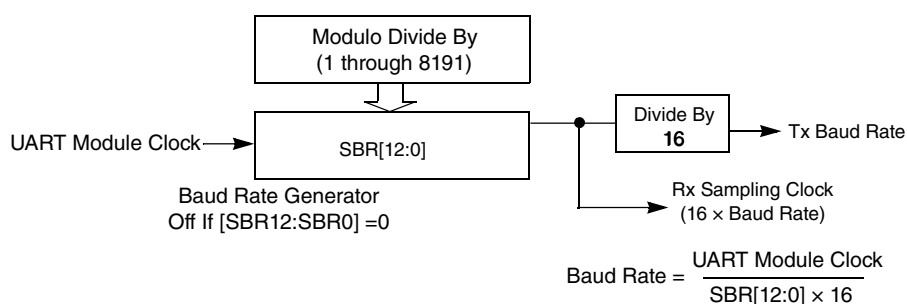 Modulo Divide By
(1 through 8191)
UART Module Clock
SBR[12:0]
Divide By
16
Tx Baud Rate
Baud Rate Generator
Off If [SBR12:SBR0] =0
Rx Sampling Clock
(16 × Baud Rate)
Baud Rate = UART Module Clock
SBR[12:0] × 16